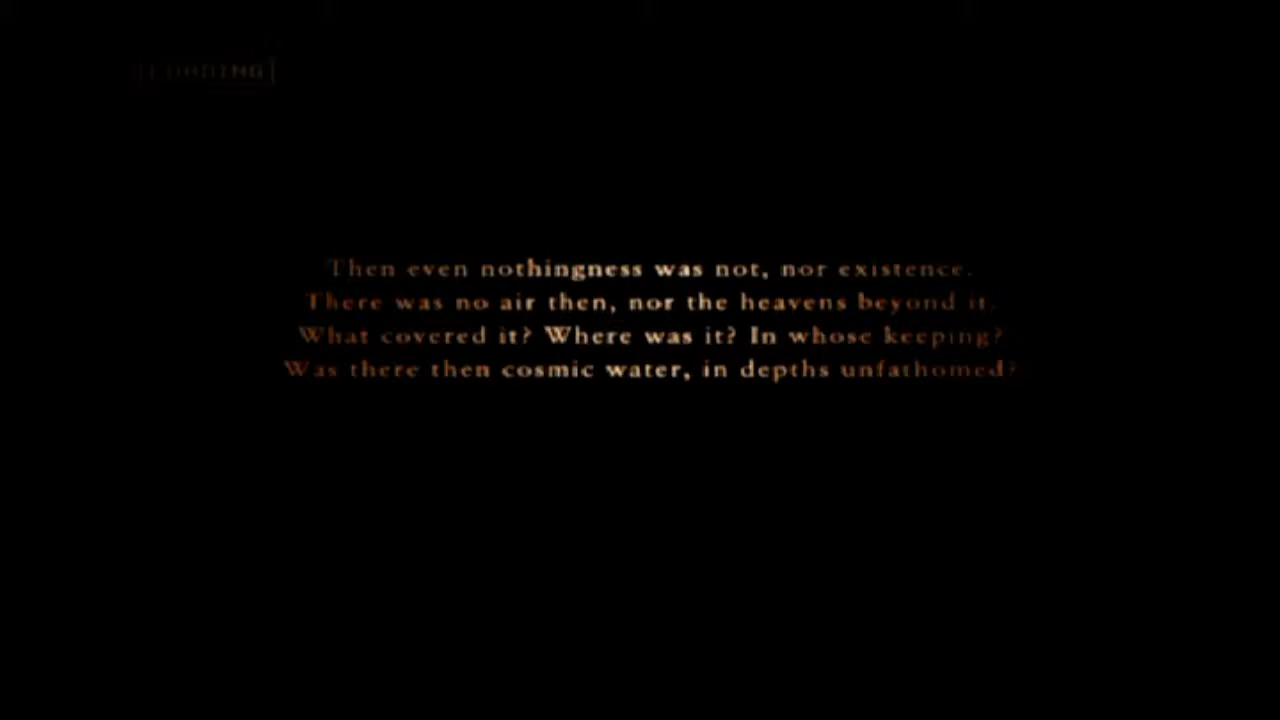 Then even nothingness was not, nor existence.
There was no air then, nor the heavens beyond it.
What covered it? Where was it? In whose keeping?
Was there then cosmic water, in depths unfathomed?